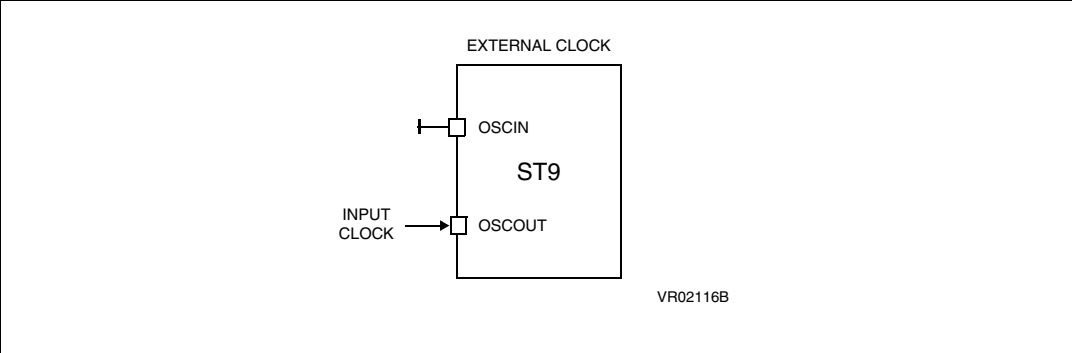 EXTERNAL CLOCK
OSCIN
ST9
INPUT
CLOCK
OSCOUT
VR02116B